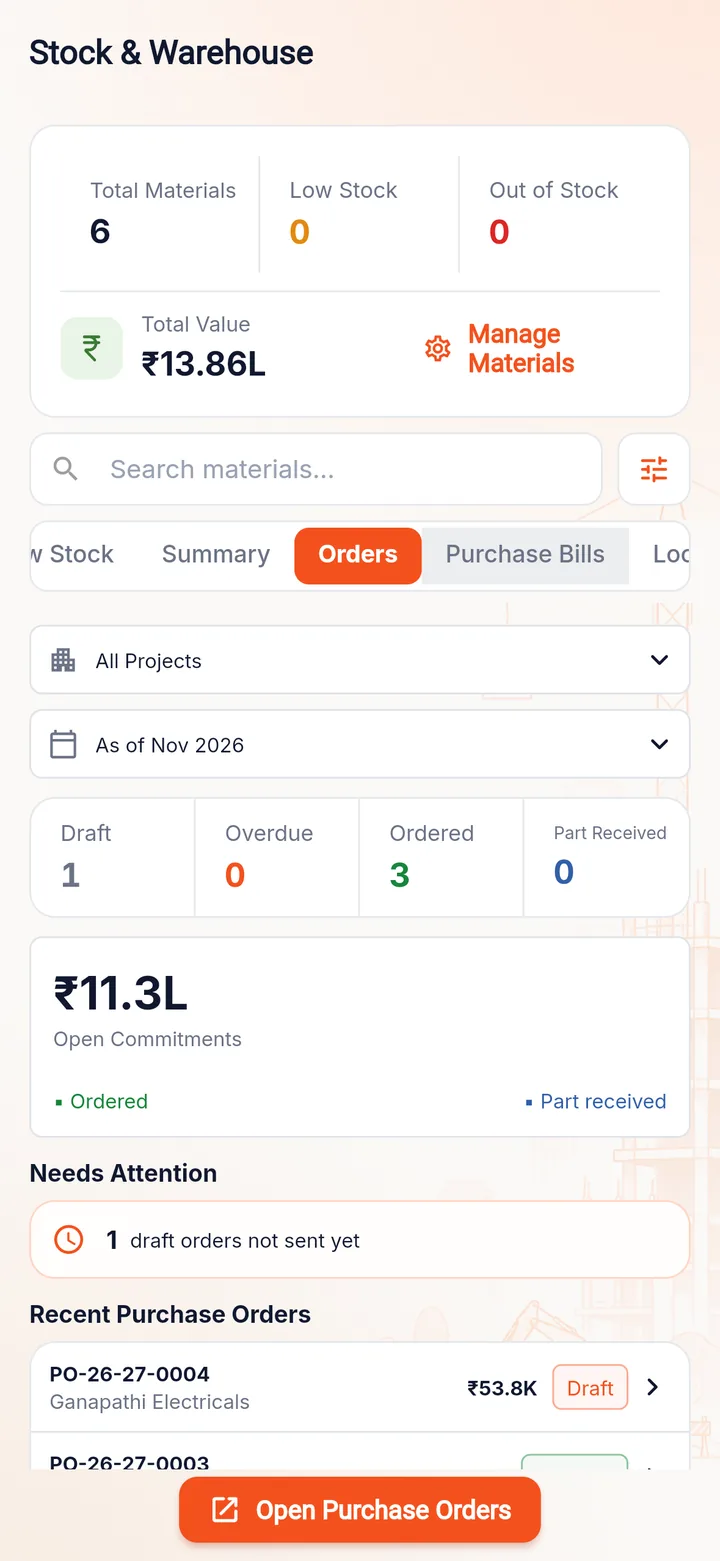 Stock & Warehouse
Total Materials
6
Low Stock
0
Out of Stock
0
₹
Total Value
₹13.86L
Manage
Materials
Search materials...
w Stock
Summary
Orders
Purchase Bills
Loc
All Projects
As of Nov 2026
Draft
1
Overdue
0
Ordered
3
Part Received
0
₹11.3L
Open Commitments
Ordered
Part received
Needs Attention
1 draft orders not sent yet
Recent Purchase Orders
PO-26-27-0004
Ganapathi Electricals
₹53.8K
Draft
PO-26-27-0003
Open Purchase Orders